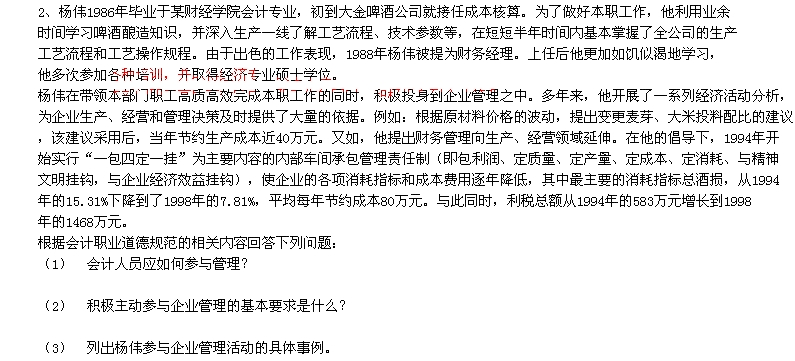 2、杨伟1986年毕业于某财经学院会计专业，初到大金啤酒公司就接任成本核算。为了做好本职工作，他利用业余
时间学习啤酒酿造知识，并深入生产一线了解工艺流程、技术参数等，在短短半年时间内基本掌握了全公司的生产
工艺流程和工艺操作规程。由于出色的工作表现，1988年杨伟被提为财务经理。上任后他更加如饥似渴地学习，
他多次参加各种培训，并取得经济专业硕士学位。
杨伟在带领本部门职工高质高效完成本职工作的同时，积极投身到企业管理之中。多年来，他开展了一系列经济活动分析，
为企业生产、经营和管理决策及时提供了大量的依据。例如：根据原材料价格的波动，提出变更麦芽、大米投料配比的建议
，该建议采用后，当年节约生产成本近40万元。又如，他提出财务管理向生产、经营领域延伸。在他的倡导下，1994年开
始实行“一包四定一挂”为主要内容的内部车间承包管理责任制（即包利润、定质量、定产量、定成本、定消耗、与精神
文明挂钩，与企业经济效益挂钩），使企业的各项消耗指标和成本费用逐年降低，其中最主要的消耗指标总酒损，从1994
年的15.31%下降到了1998年的7.81%，平均每年节约成本80万元。与此同时，利税总额从1994年的583万元增长到1998
年的1468万元。
根据会计职业道德规范的相关内容回答下列问题：
（1） 会计人员应如何参与管理？
（2） 积极主动参与企业管理的基本要求是什么？
（3） 列出杨伟参与企业管理活动的具体事例。